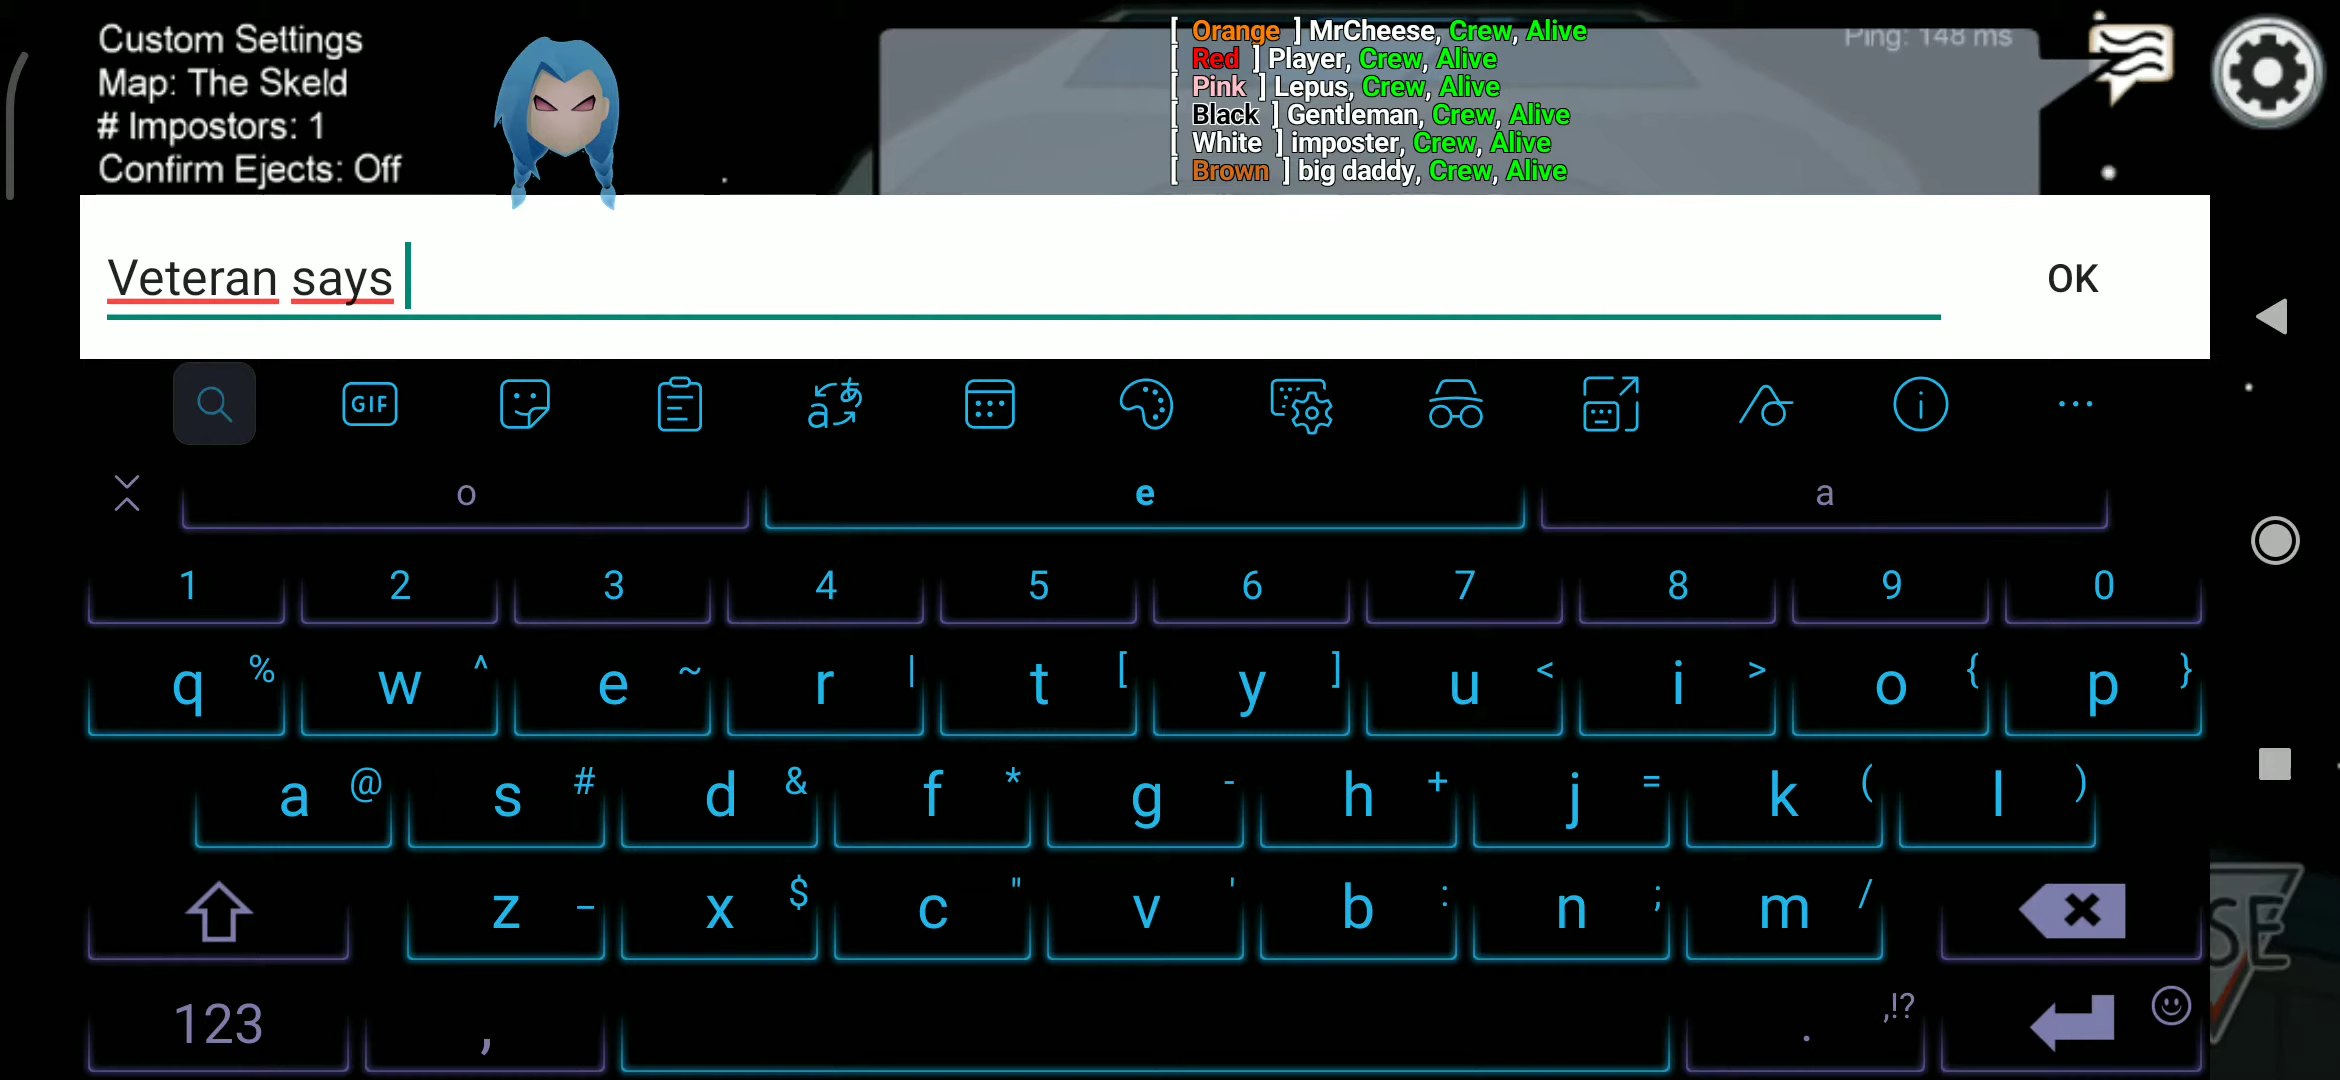 Custom Settings
Map: The Skeld
# Impostors: 1
Confirm Ejects: Off
[ Orange ] MrCheese, Crew, Alive
[ Red ] Player, Crew, Alive
[ Pink ] Lepus, Crew, Alive
[ Black ] Gentleman, Crew, Alive
[ White ] imposter, Crew, Alive
[ Brown ] big daddy, Crew, Alive
Ping: 148 ms
Veteran says
OK
GIF
o e a
1 2 3 4 5 6 7 8 9 0
q % w ^ e ~ r | t [ y ] u < i > o { p }
a @ s # d & f * g - h + j = k ( l )
z _ x $ c " v ' b : n ; m /
SE
123 , . ,!?